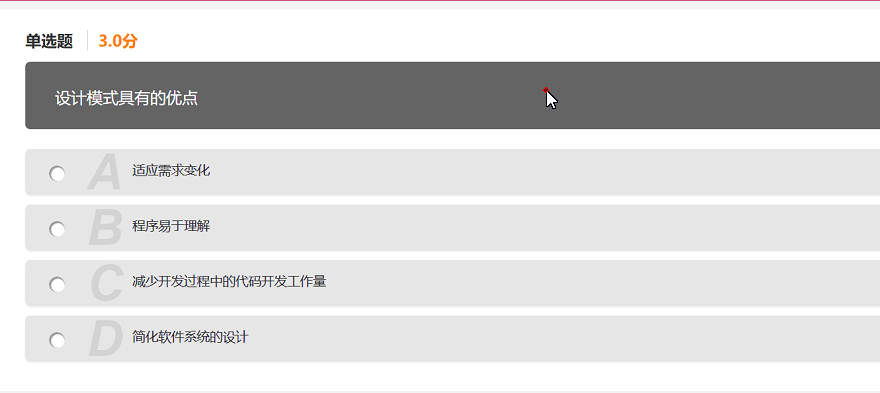 单选题 3.0分
设计模式具有的优点
A 适应需求变化
B 程序易于理解
C 减少开发过程中的代码开发工作量
D 简化软件系统的设计